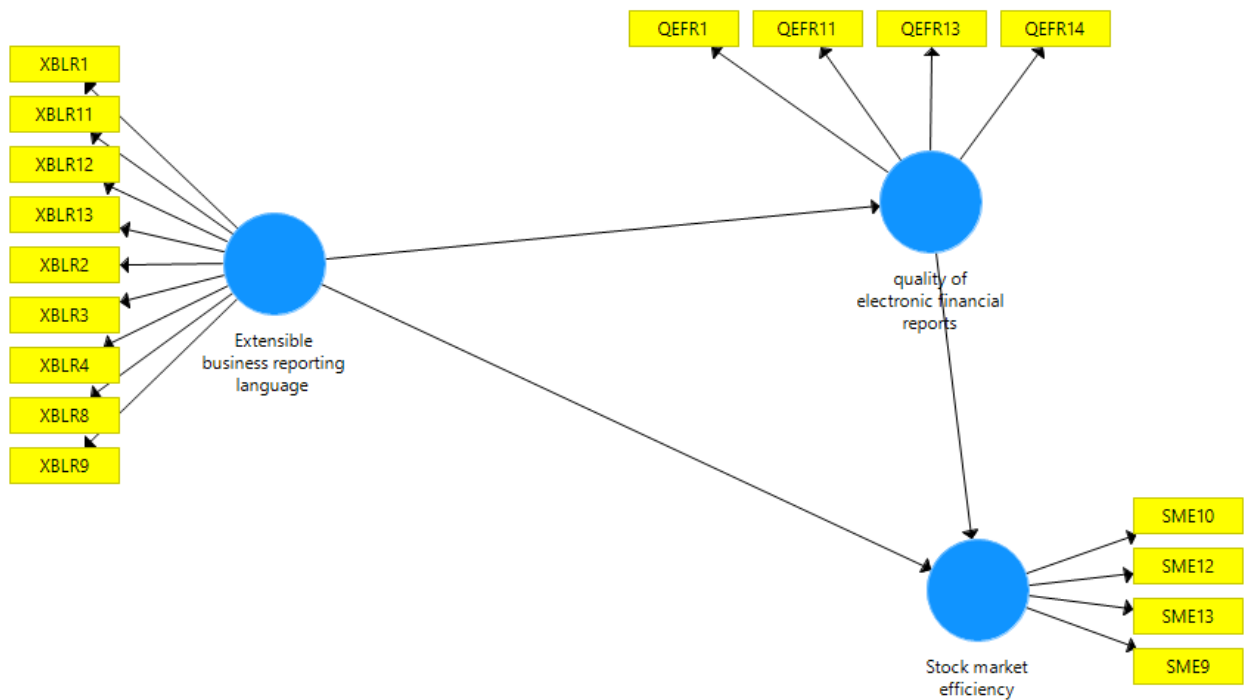 QEFR1
QEFR11
QEFR13
QEFR14
XBLR1
XBLR11
XBLR12
XBLR13
XBLR2
XBLR3
XBLR4
XBLR8
XBLR9
Extensible
business reporting
language
quality of
electronic financial
reports
SME10
SME12
SME13
SME9
Stock market
efficiency